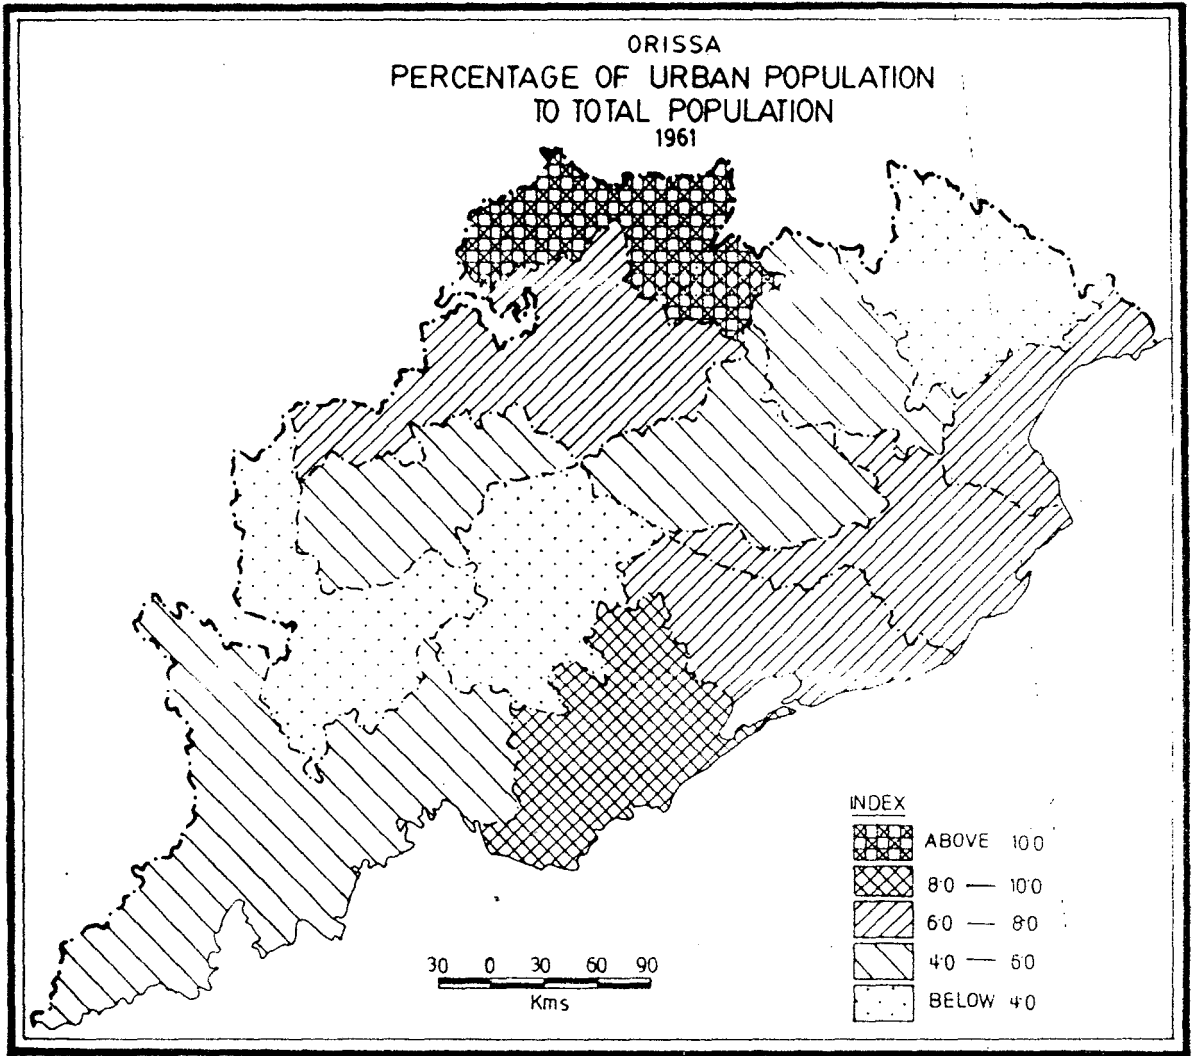 ORISSA
PERCENTAGE OF URBAN POPULATION
TO TOTAL POPULATION
1961
INDEX
ABOVE 10·0
8·0 — 10·0
6·0 — 8·0
4·0 — 6·0
BELOW 4·0
30 0 30 60 90
Kms